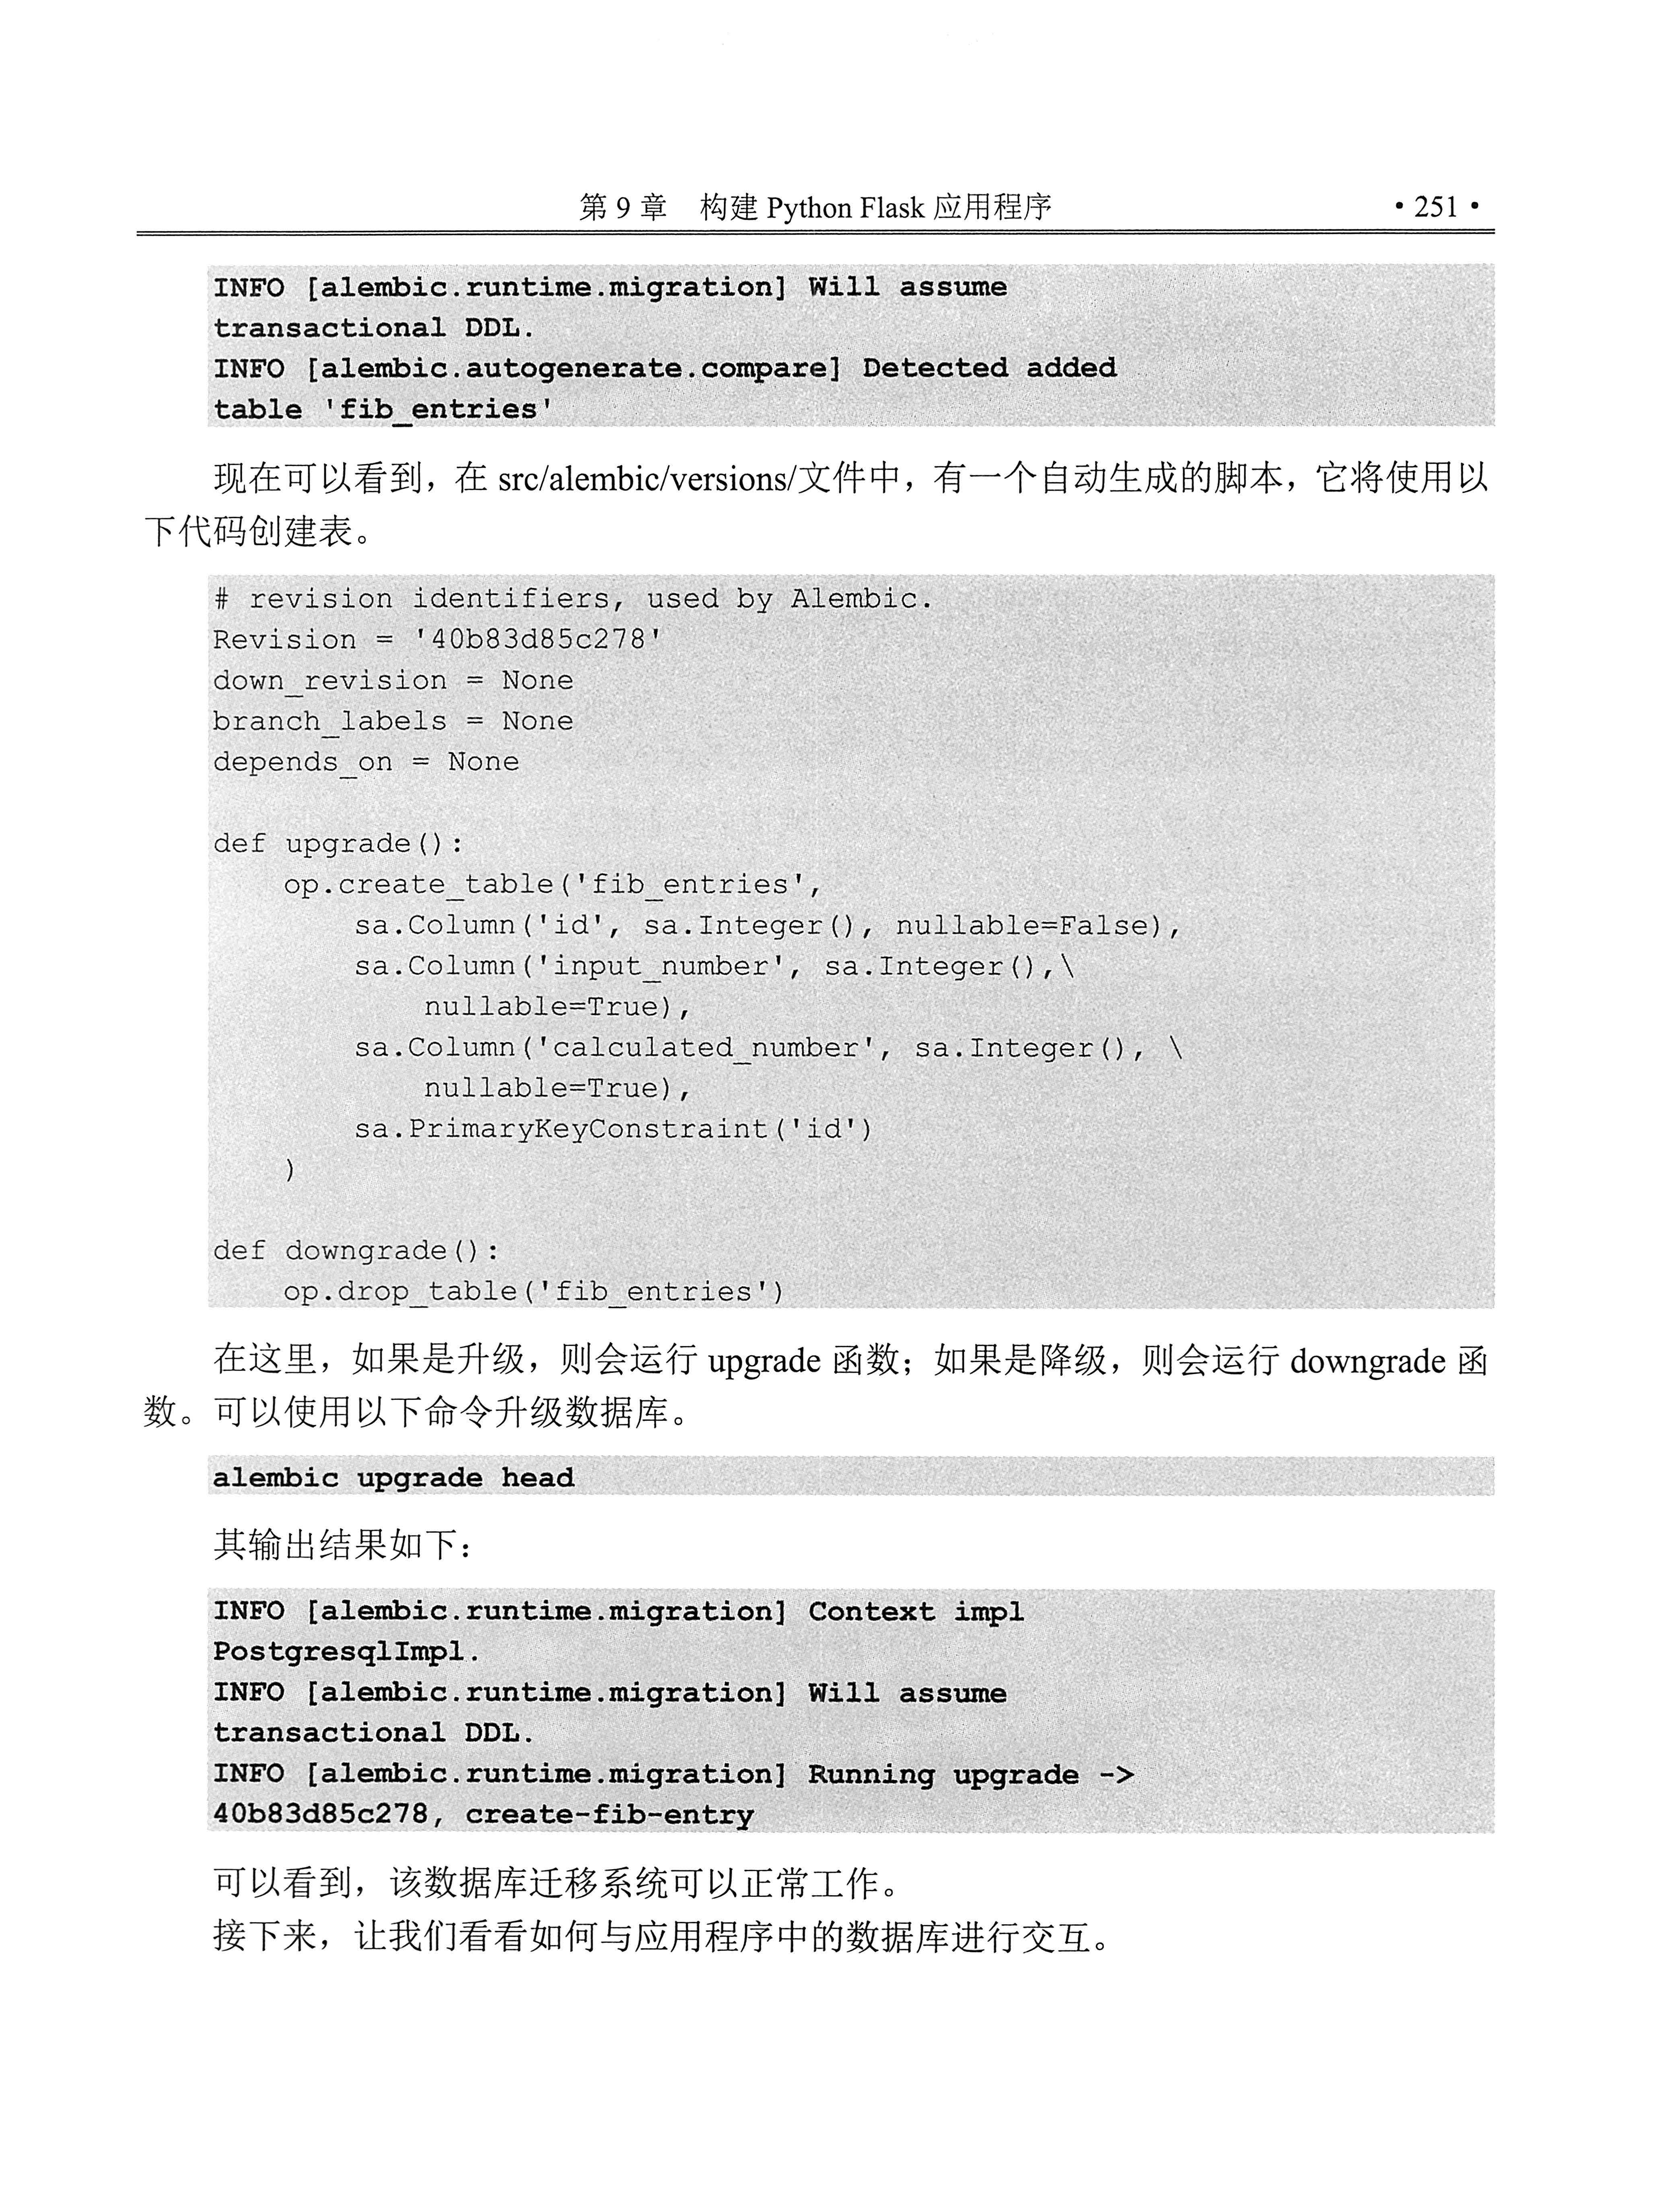 第 9 章　构建 Python Flask 应用程序 • 251 •
INFO [alembic.runtime.migration] Will assume
transactional DDL.
INFO [alembic.autogenerate.compare] Detected added
table 'fib_entries'
现在可以看到，在 src/alembic/versions/文件中，有一个自动生成的脚本，它将使用以
下代码创建表。
# revision identifiers, used by Alembic.
Revision = '40b83d85c278'
down_revision = None
branch_labels = None
depends_on = None
def upgrade():
    op.create_table('fib_entries',
        sa.Column('id', sa.Integer(), nullable=False),
        sa.Column('input_number', sa.Integer(),\
            nullable=True),
        sa.Column('calculated_number', sa.Integer(), \
            nullable=True),
        sa.PrimaryKeyConstraint('id')
    )
def downgrade():
    op.drop_table('fib_entries')
在这里，如果是升级，则会运行 upgrade 函数；如果是降级，则会运行 downgrade 函
数。可以使用以下命令升级数据库。
alembic upgrade head
其输出结果如下：
INFO [alembic.runtime.migration] Context impl
PostgresqlImpl.
INFO [alembic.runtime.migration] Will assume
transactional DDL.
INFO [alembic.runtime.migration] Running upgrade ->
40b83d85c278, create-fib-entry
可以看到，该数据库迁移系统可以正常工作。
接下来，让我们看看如何与应用程序中的数据库进行交互。